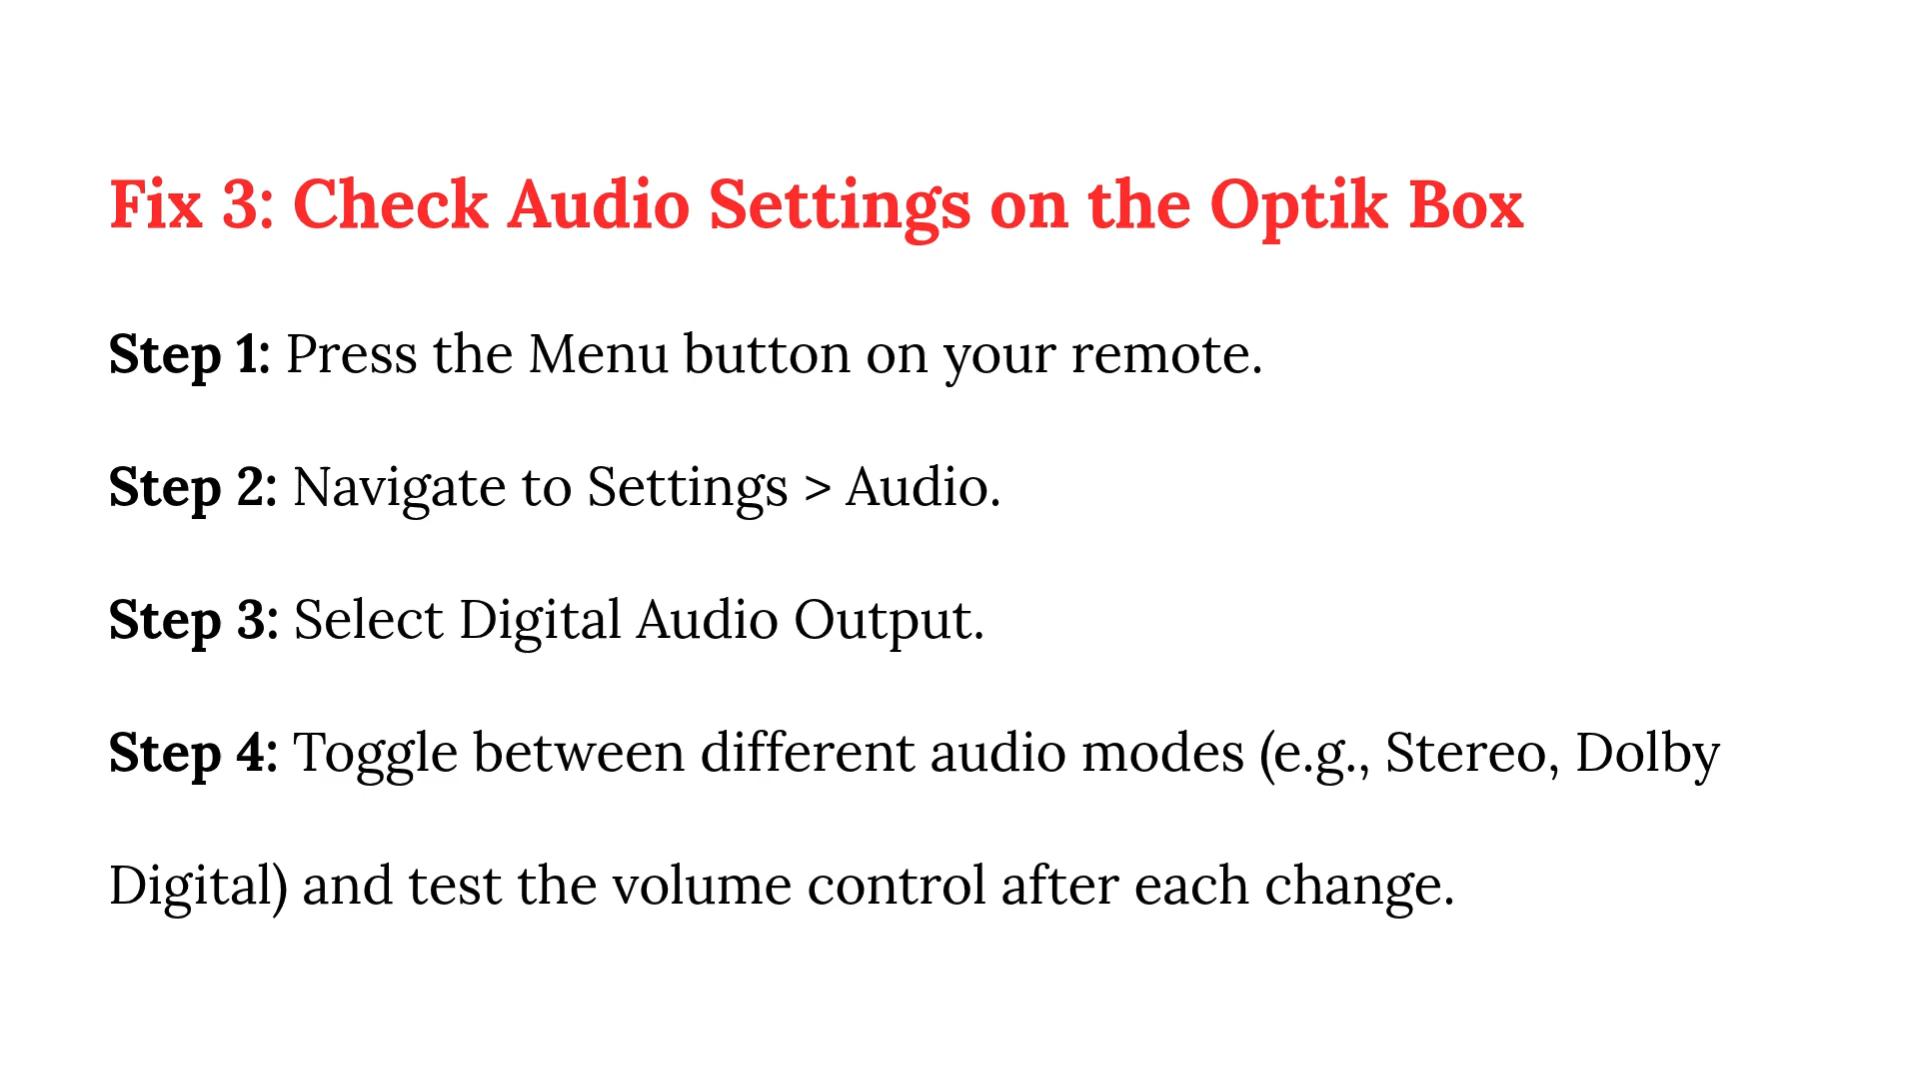 Fix 3: Check Audio Settings on the Optik Box
Step 1: Press the Menu button on your remote.
Step 2: Navigate to Settings > Audio.
Step 3: Select Digital Audio Output.
Step 4: Toggle between different audio modes (e.g., Stereo, Dolby
Digital) and test the volume control after each change.